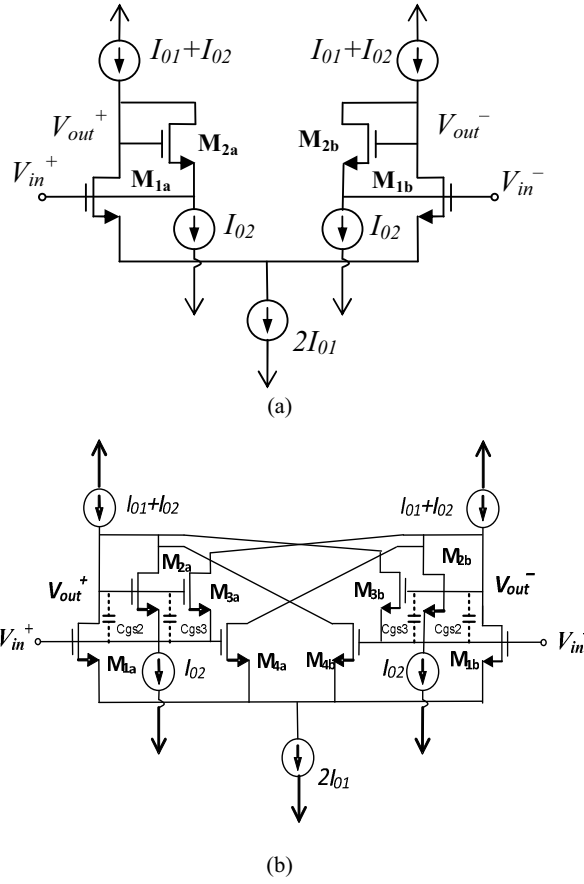 I01+I02 I01+I02
Vout+ Vout−
M2a M2b
Vin+ M1a M1b Vin−
I02 I02
2I01
(a)
I01+I02 I01+I02
M2a M2b
Vout+ M3a M3b Vout−
Cgs2 Cgs3 Cgs3 Cgs2
Vin+ Vin−
M1a M4a M4b M1b
I02 I02
2I01
(b)